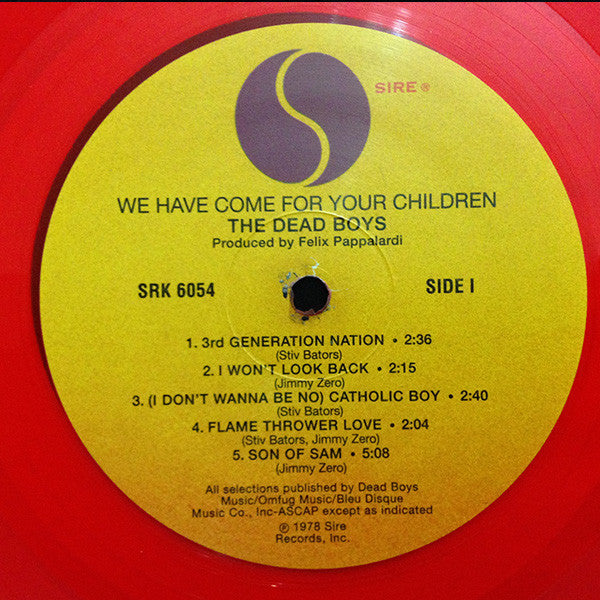 SIRE ®
WE HAVE COME FOR YOUR CHILDREN
THE DEAD BOYS
Produced by Felix Pappalardi
SRK 6054
SIDE I
1. 3rd GENERATION NATION • 2:36
(Stiv Bators)
2. I WON'T LOOK BACK • 2:15
(Jimmy Zero)
3. (I DON'T WANNA BE NO) CATHOLIC BOY • 2:40
(Stiv Bators)
4. FLAME THROWER LOVE • 2:04
(Stiv Bators, Jimmy Zero)
5. SON OF SAM • 5:08
(Jimmy Zero)
All selections published by Dead Boys
Music/Omfug Music/Bleu Disque
Music Co., Inc-ASCAP except as indicated
℗ 1978 Sire
Records, Inc.